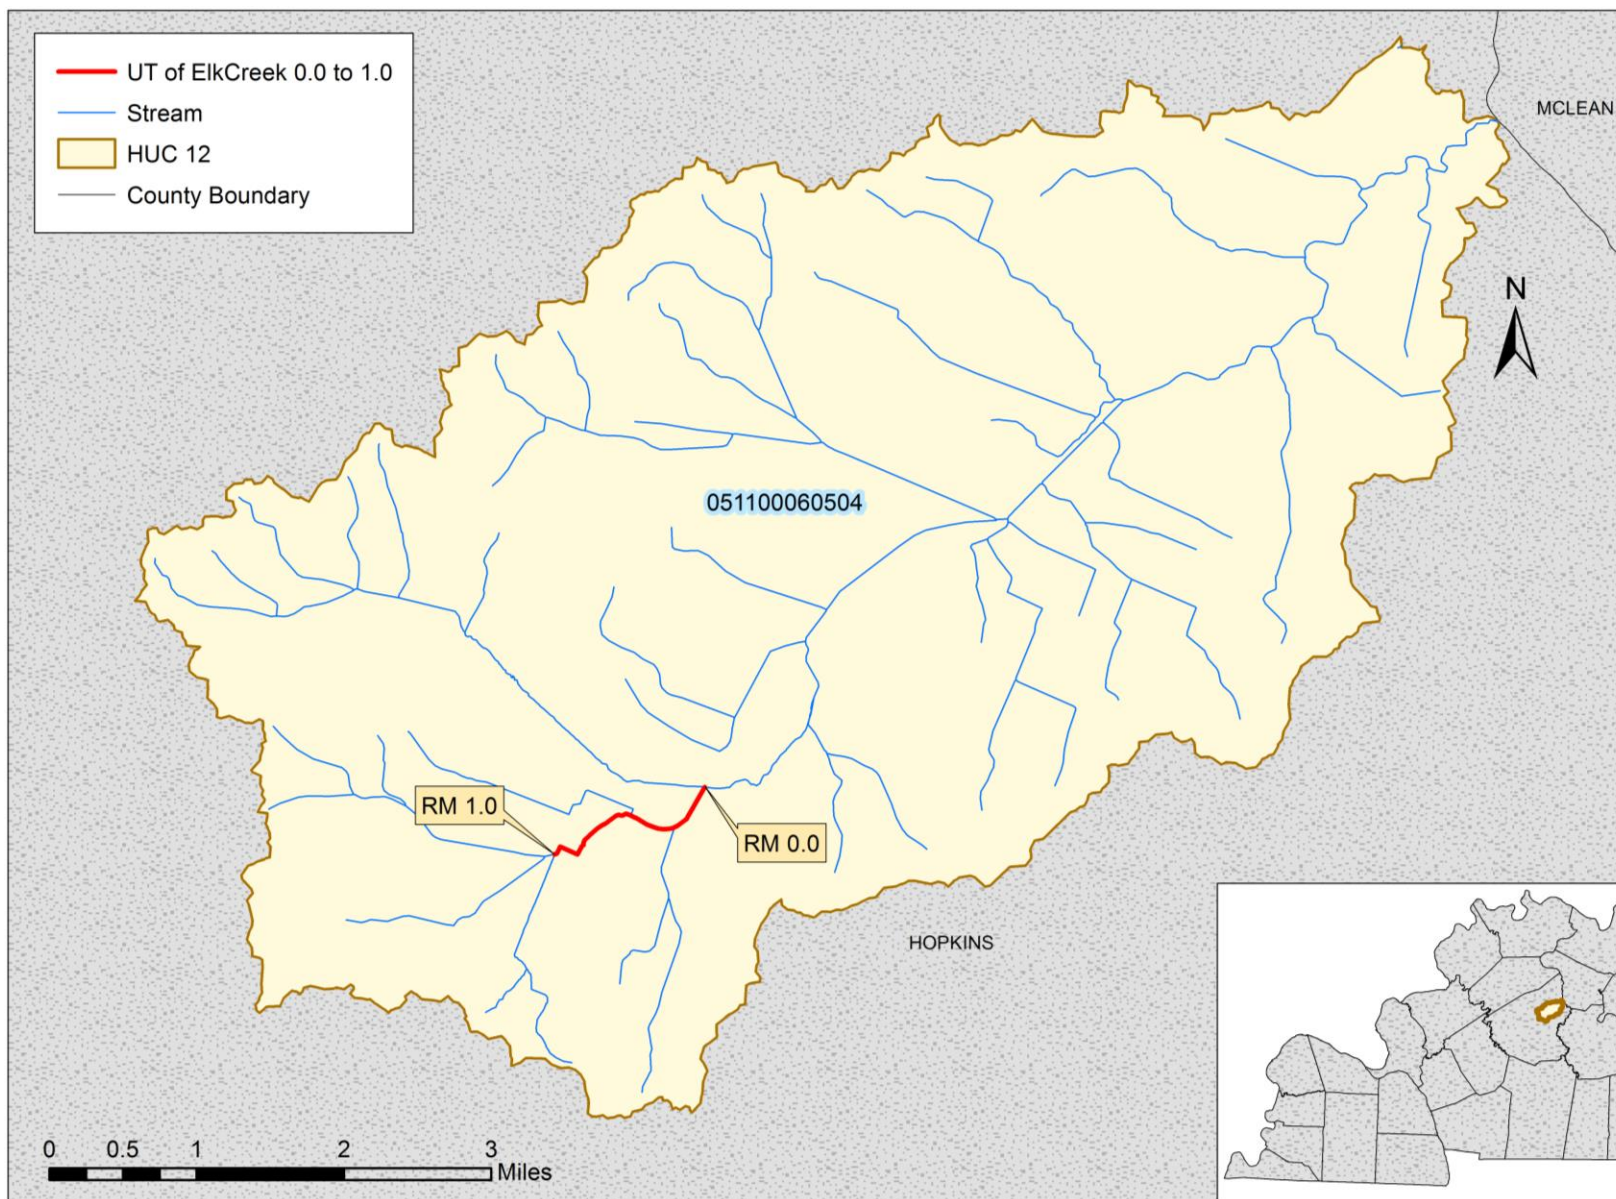 UT of ElkCreek 0.0 to 1.0
Stream
HUC 12
County Boundary
MCLEAN
N
051100060504
RM 1.0
RM 0.0
HOPKINS
0 0.5 1 2 3
Miles